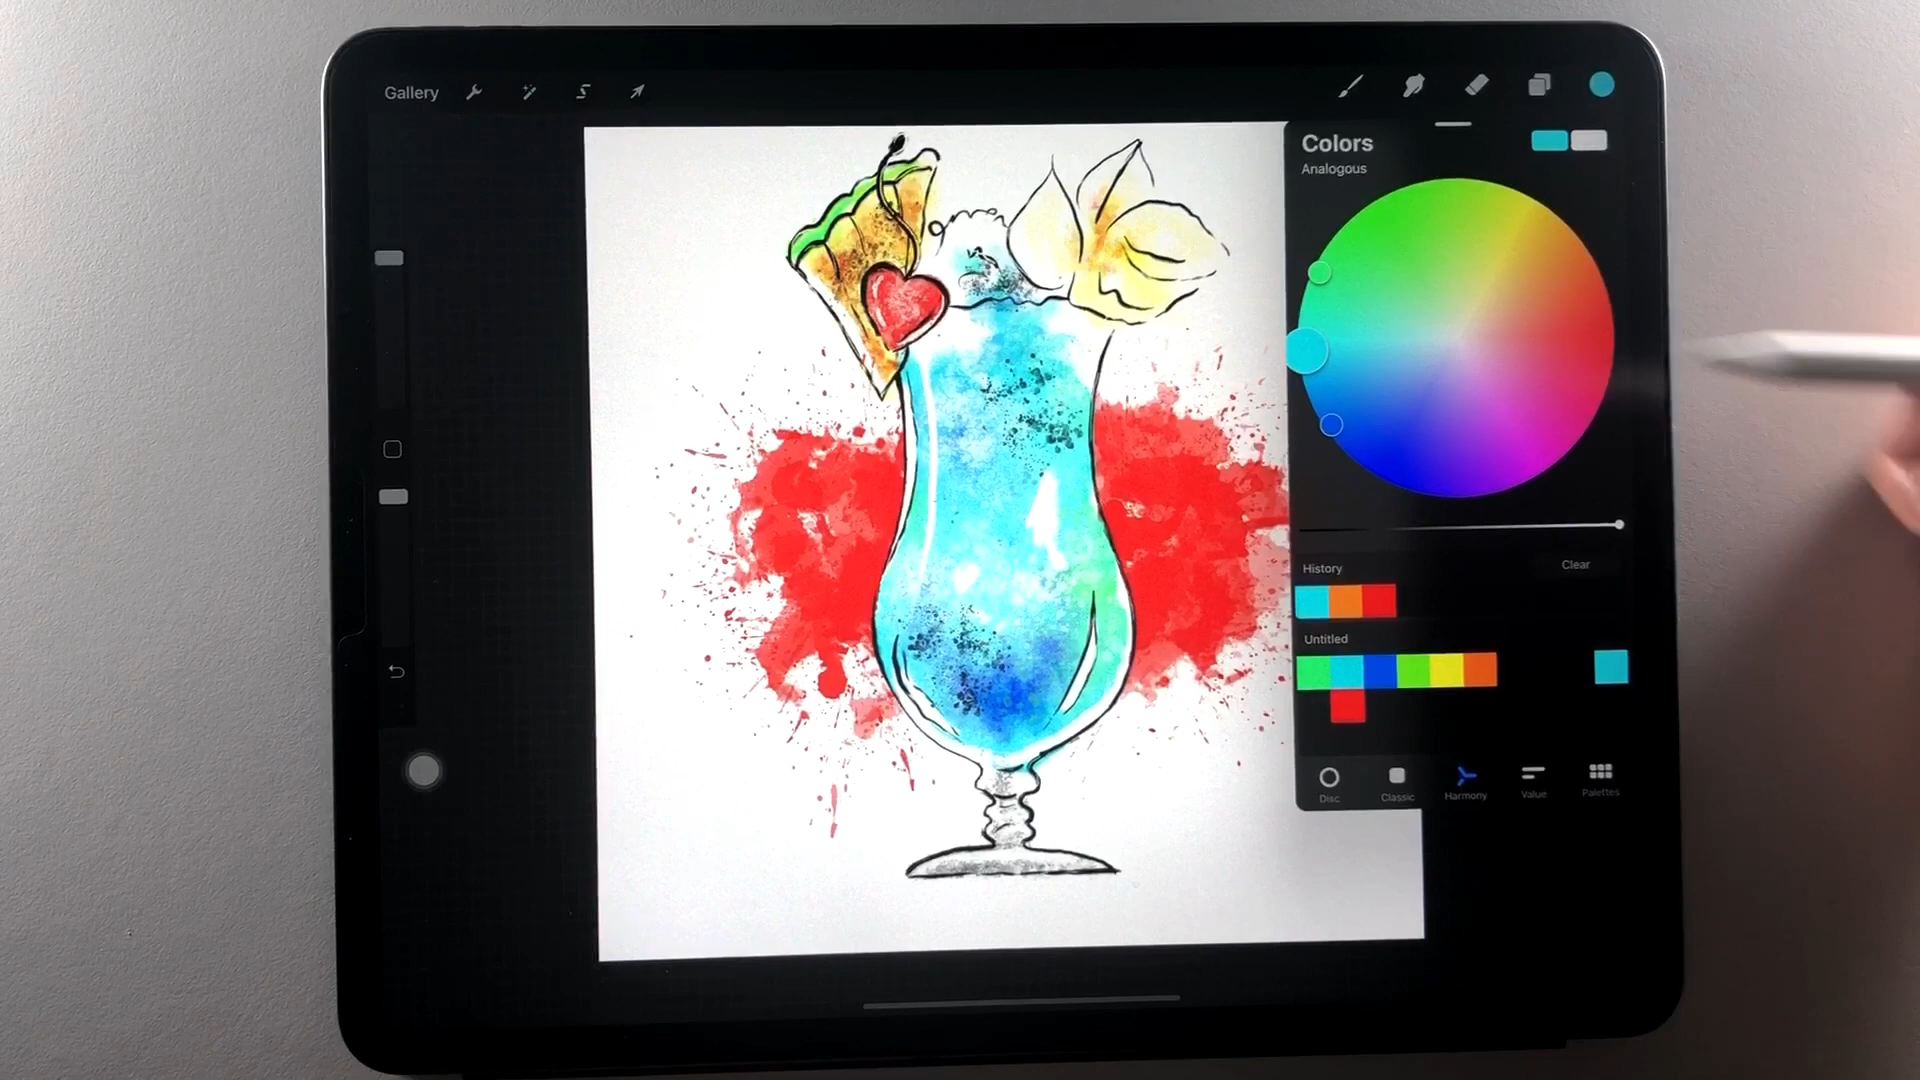 Gallery
Colors
Analogous
History
Clear
Untitled
Disc
Classic
Harmony
Value
Palettes